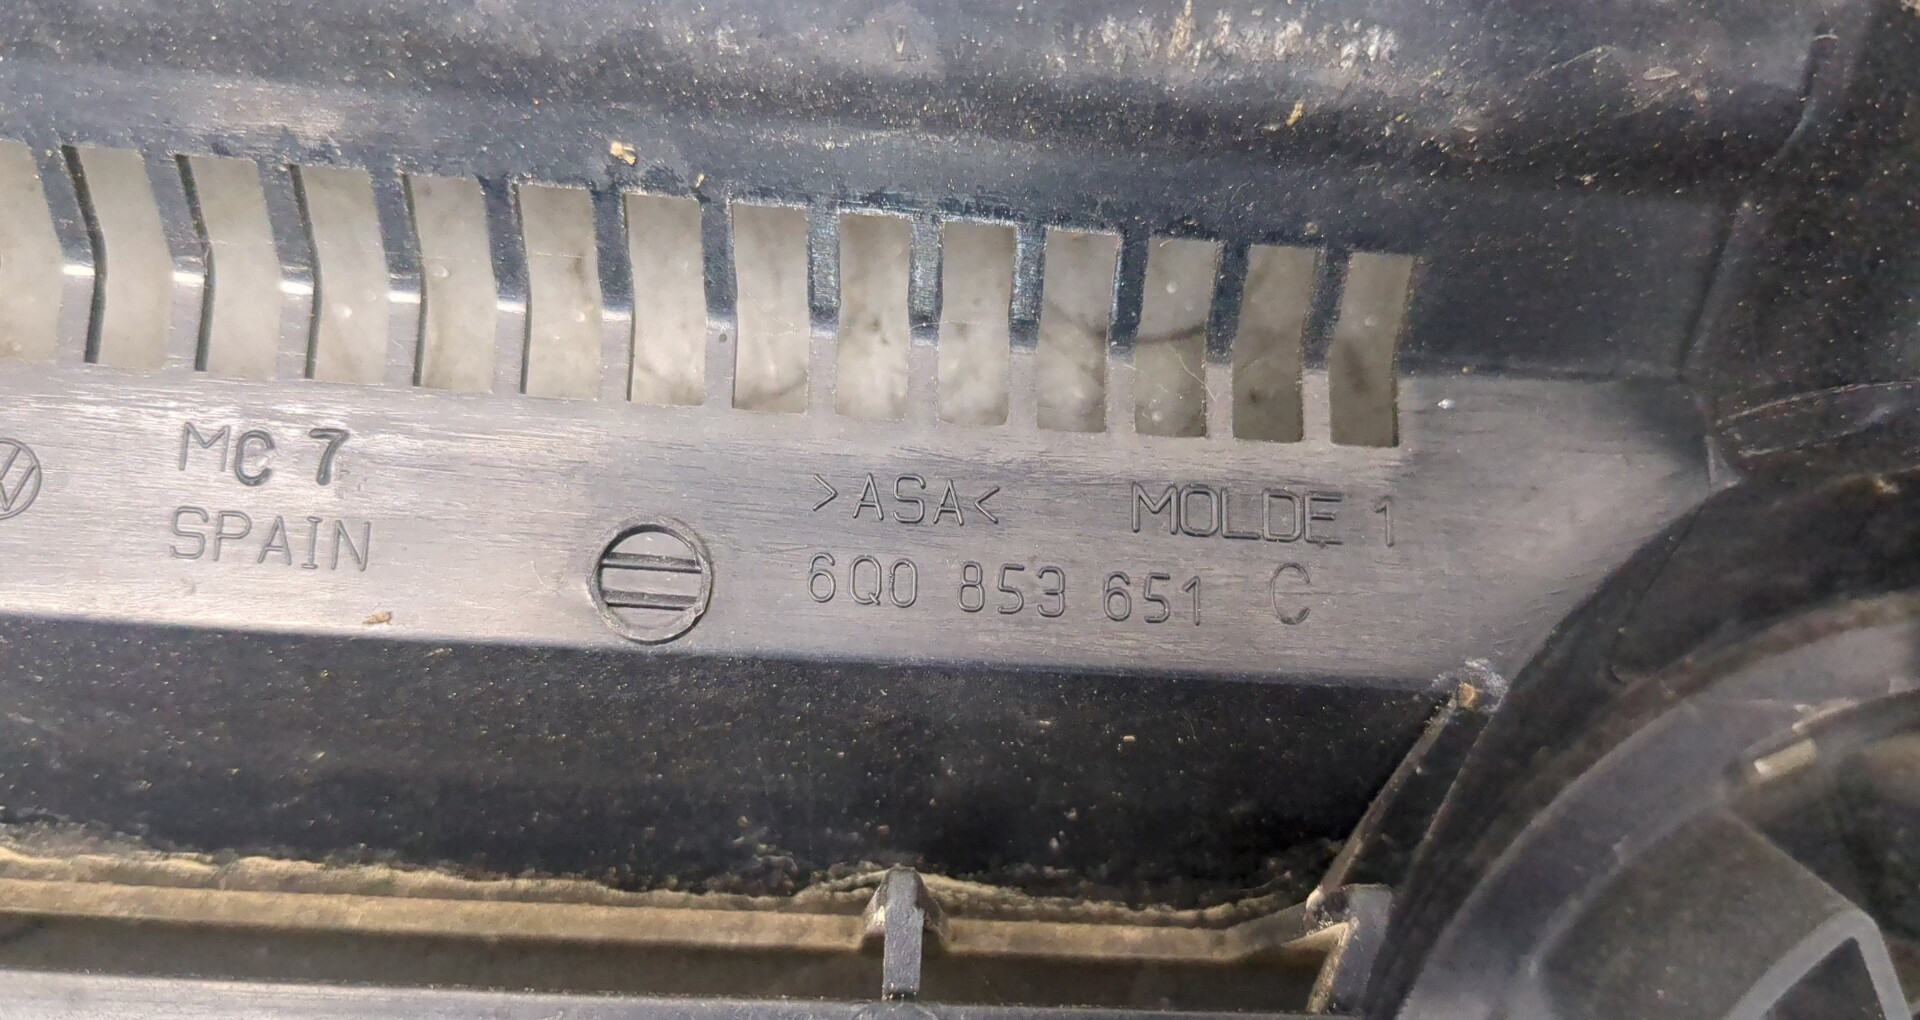 MC 7
SPAIN
>ASA< MOLDE 1
6Q0 853 651 C